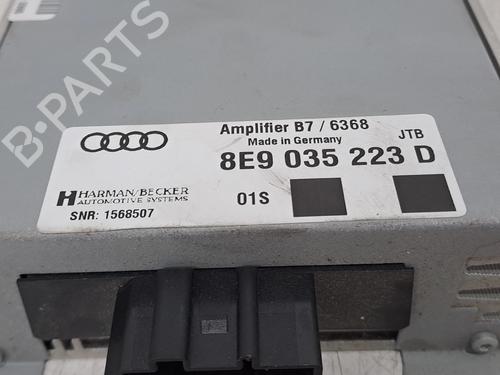 B-PARTS
Amplifier B7 / 6368
Made in Germany
JTB
8E9 035 223 D
HARMAN/BECKER
AUTOMOTIVE SYSTEMS
01S
SNR: 1568507